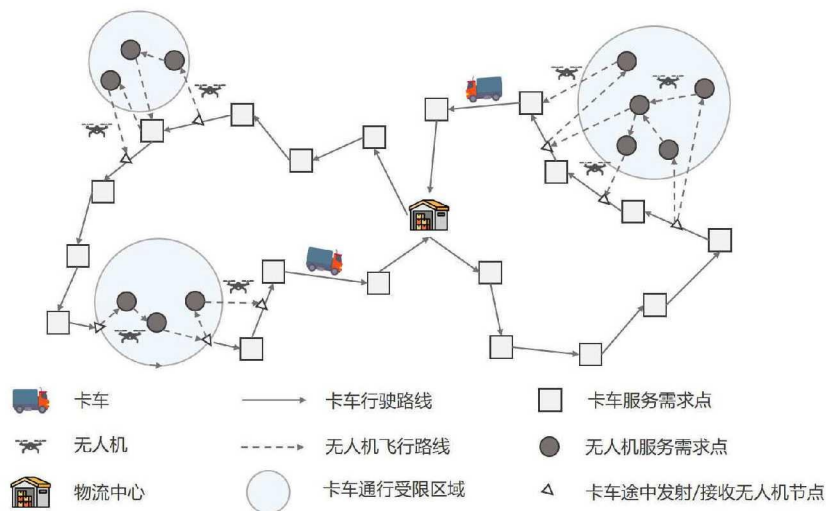 卡车
卡车行驶路线
卡车服务需求点
无人机
无人机飞行路线
无人机服务需求点
物流中心
卡车通行受限区域
卡车途中发射/接收无人机节点